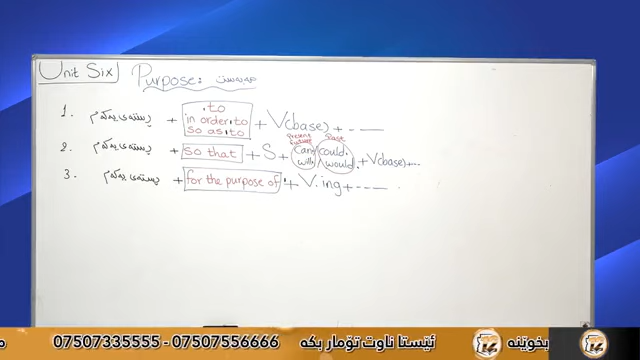 Unit Six Purpose: مەبەست
1. ڕستەی یەکەم + to
in order to
so as to + V(base) + - —
Present future Past
2. ڕستەی یەکەم + so that + S + can / could
will / would + V(base) + --
3. ڕستەی یەکەم + for the purpose of + V.ing + - - —
07507335555 - 07507556666 ئێستا ناوت تۆمار بکە بخوێنە